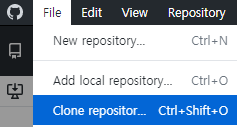 File Edit View Repository
New repository... Ctrl+N
Add local repository... Ctrl+O
Clone repository... Ctrl+Shift+O